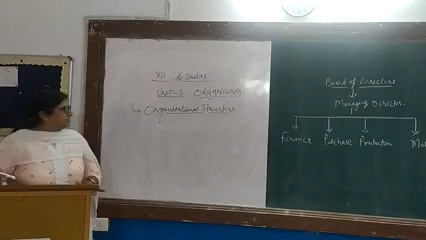 XII B Studies
UNIT-5 ORGANISING
↳ Organisational Structure
Board of Directors
Managing Director
Finance Purchase Production